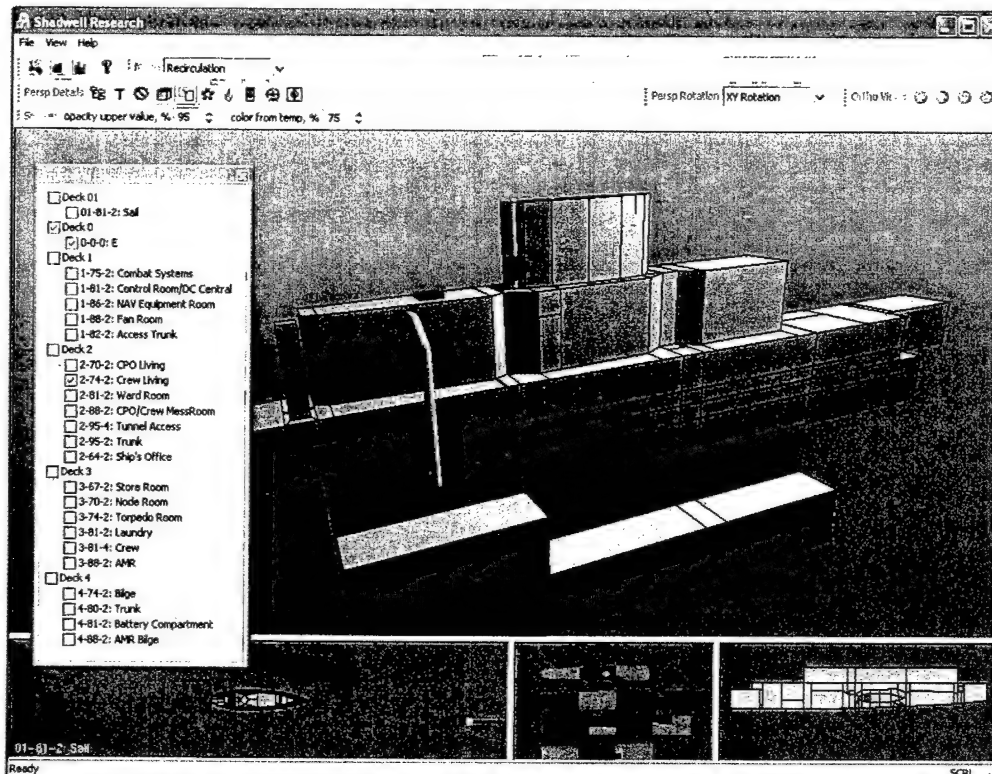 Shadwell Research
File View Help
Recirculation
Persp Details T Persp Rotation XY Rotation
opacity upper value, % 95 color from temp, % 75
Deck 01
01-81-2: Sail
Deck 0
0-0-0: E
Deck 1
1-75-2: Combat Systems
1-81-2: Control Room/DC Central
1-86-2: NAV Equipment Room
1-88-2: Fan Room
1-82-2: Access Trunk
Deck 2
2-70-2: CPO Living
2-74-2: Crew Living
2-81-2: Ward Room
2-88-2: CPO/Crew MessRoom
2-95-4: Tunnel Access
2-95-2: Trunk
2-64-2: Ship's Office
Deck 3
3-67-2: Store Room
3-70-2: Node Room
3-74-2: Torpedo Room
3-81-2: Laundry
3-81-4: Crew
3-88-2: AMR
Deck 4
4-74-2: Bilge
4-80-2: Trunk
4-81-2: Battery Compartment
4-88-2: AMR Bilge
01-81-2: Sail
Ready SCRL